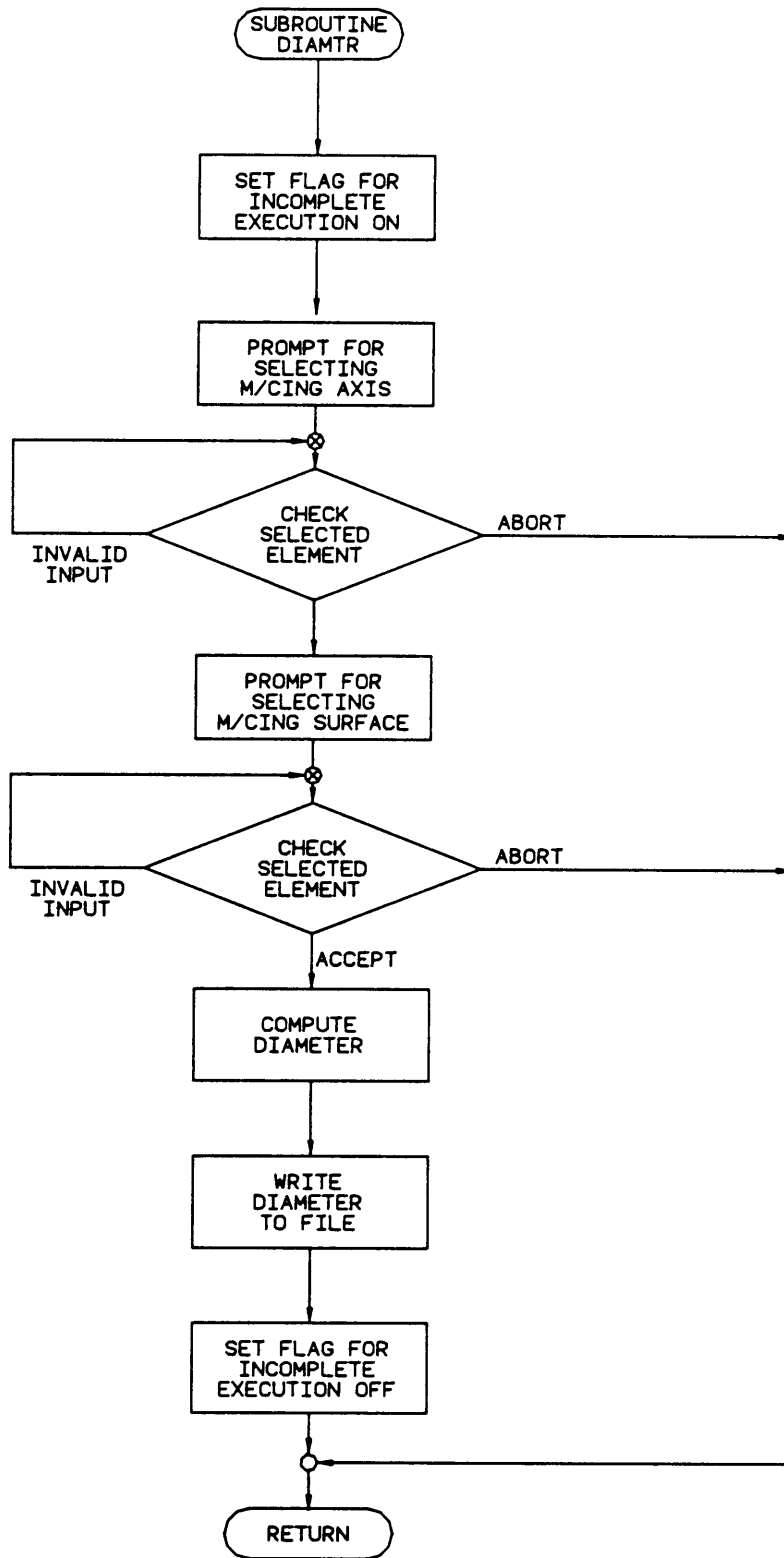 SUBROUTINE
DIAMTR
SET FLAG FOR
INCOMPLETE
EXECUTION ON
PROMPT FOR
SELECTING
M/CING AXIS
CHECK
SELECTED
ELEMENT
ABORT
INVALID
INPUT
PROMPT FOR
SELECTING
M/CING SURFACE
CHECK
SELECTED
ELEMENT
ABORT
INVALID
INPUT
ACCEPT
COMPUTE
DIAMETER
WRITE
DIAMETER
TO FILE
SET FLAG FOR
INCOMPLETE
EXECUTION OFF
RETURN